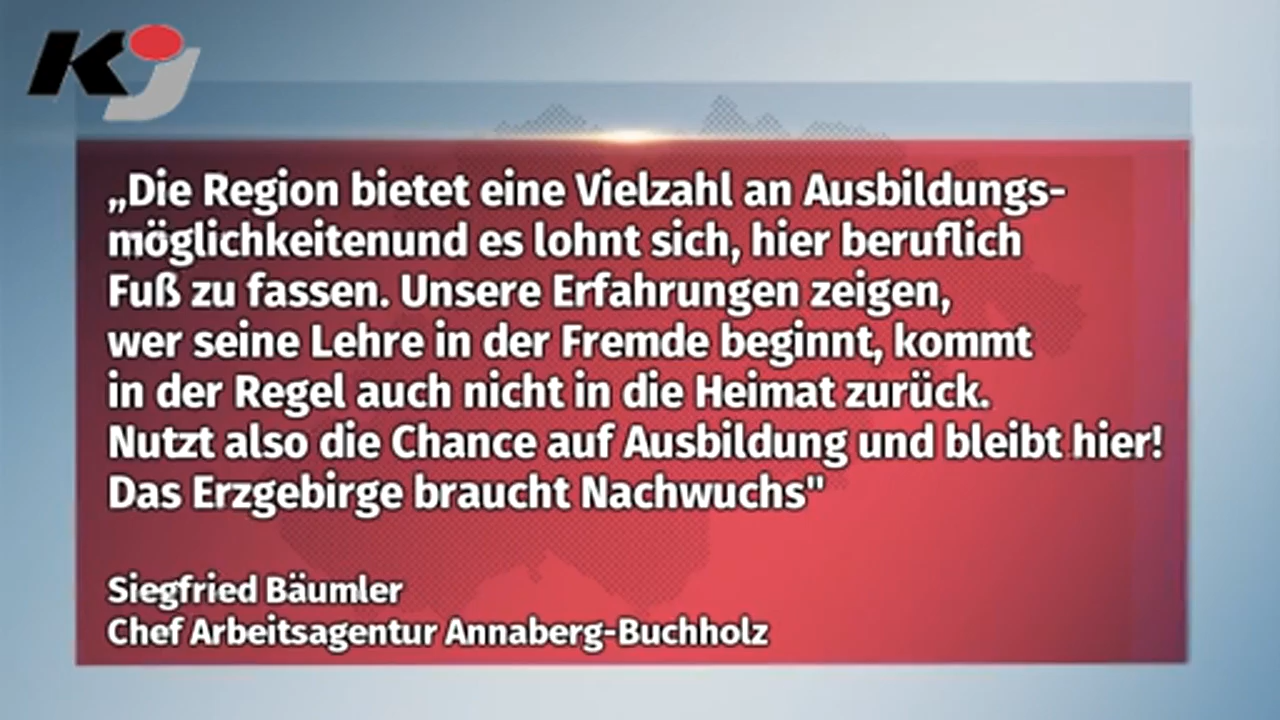 KJ
„Die Region bietet eine Vielzahl an Ausbildungs-
möglichkeitenund es lohnt sich, hier beruflich
Fuß zu fassen. Unsere Erfahrungen zeigen,
wer seine Lehre in der Fremde beginnt, kommt
in der Regel auch nicht in die Heimat zurück.
Nutzt also die Chance auf Ausbildung und bleibt hier!
Das Erzgebirge braucht Nachwuchs"
Siegfried Bäumler
Chef Arbeitsagentur Annaberg-Buchholz